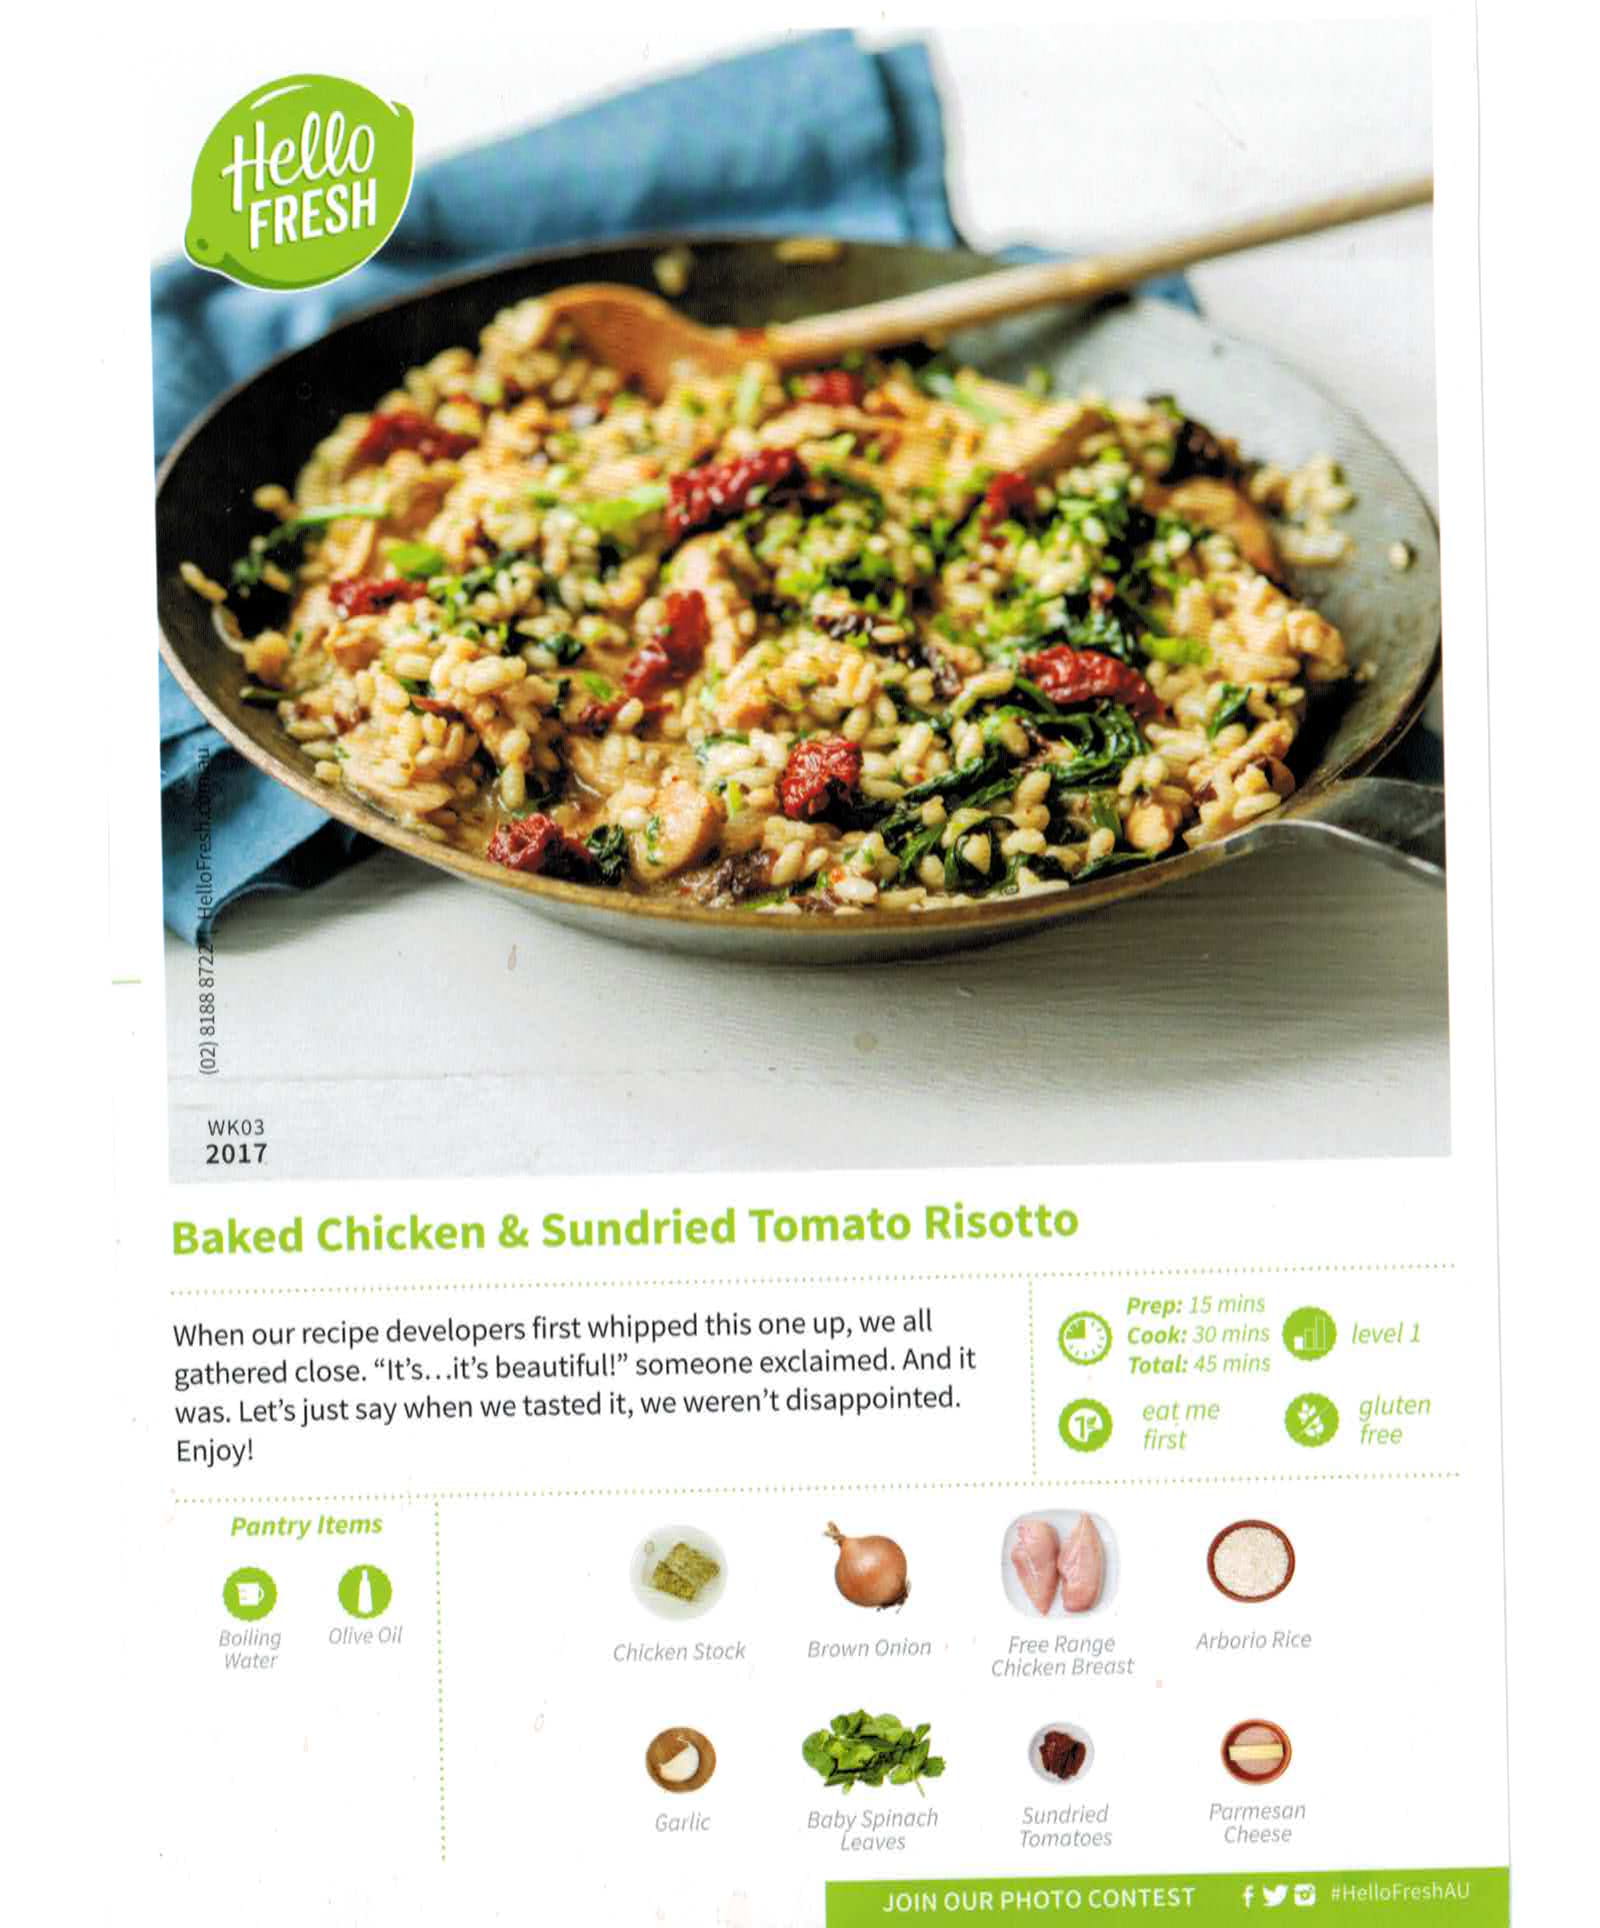 Hello
FRESH
(02) 8188 8722 | HelloFresh.com.au
WK03
2017
Baked Chicken & Sundried Tomato Risotto
When our recipe developers first whipped this one up, we all
gathered close. “It’s…it’s beautiful!” someone exclaimed. And it
was. Let’s just say when we tasted it, we weren’t disappointed.
Enjoy!
Prep: 15 mins
Cook: 30 mins
Total: 45 mins
level 1
eat me
first
gluten
free
Pantry Items
Boiling
Water
Olive Oil
Chicken Stock
Brown Onion
Free Range
Chicken Breast
Arborio Rice
Garlic
Baby Spinach
Leaves
Sundried
Tomatoes
Parmesan
Cheese
JOIN OUR PHOTO CONTEST
#HelloFreshAU